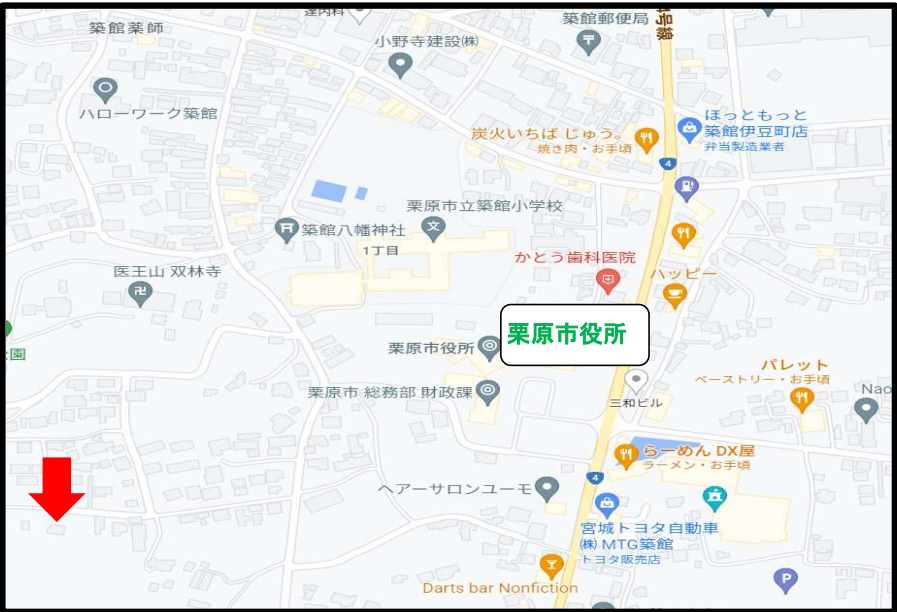 達内科
築館薬師
築館郵便局
4号線
小野寺建設㈱
ハローワーク築館
ほっともっと
築館伊豆町店
弁当製造業者
炭火いちば じゅう。
焼き肉・お手頃
4
栗原市立築館小学校
文
築館八幡神社
1丁目
かとう歯科医院
ハッピー
医王山 双林寺
卍
栗原市役所
栗原市役所
園
パレット
ペーストリー・お手頃
栗原市 総務部 財政課
三和ビル
Nao
らーめん DX屋
ラーメン・お手頃
4
ヘアーサロンユーモ
宮城トヨタ自動車
㈱ MTG築館
トヨタ販売店
Darts bar Nonfiction
P